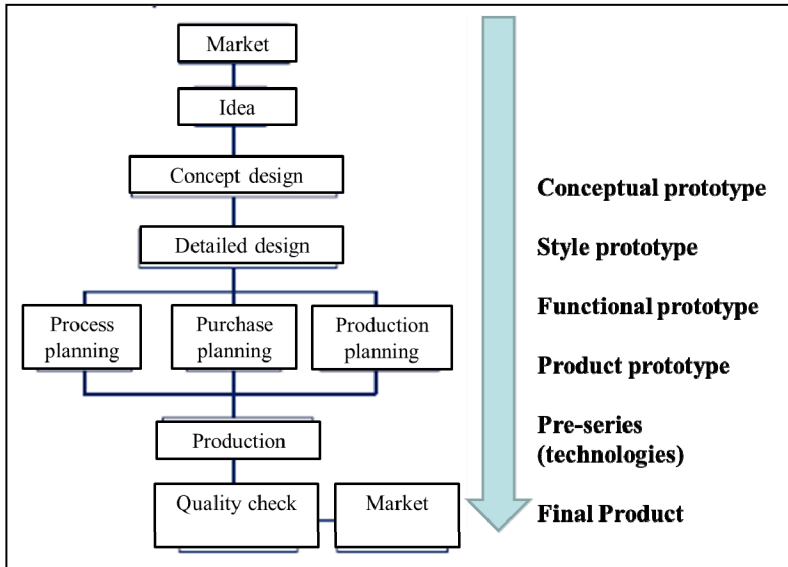 Market
Idea
Concept design
Detailed design
Process
planning
Purchase
planning
Production
planning
Production
Quality check
Market
Conceptual prototype
Style prototype
Functional prototype
Product prototype
Pre-series
(technologies)
Final Product